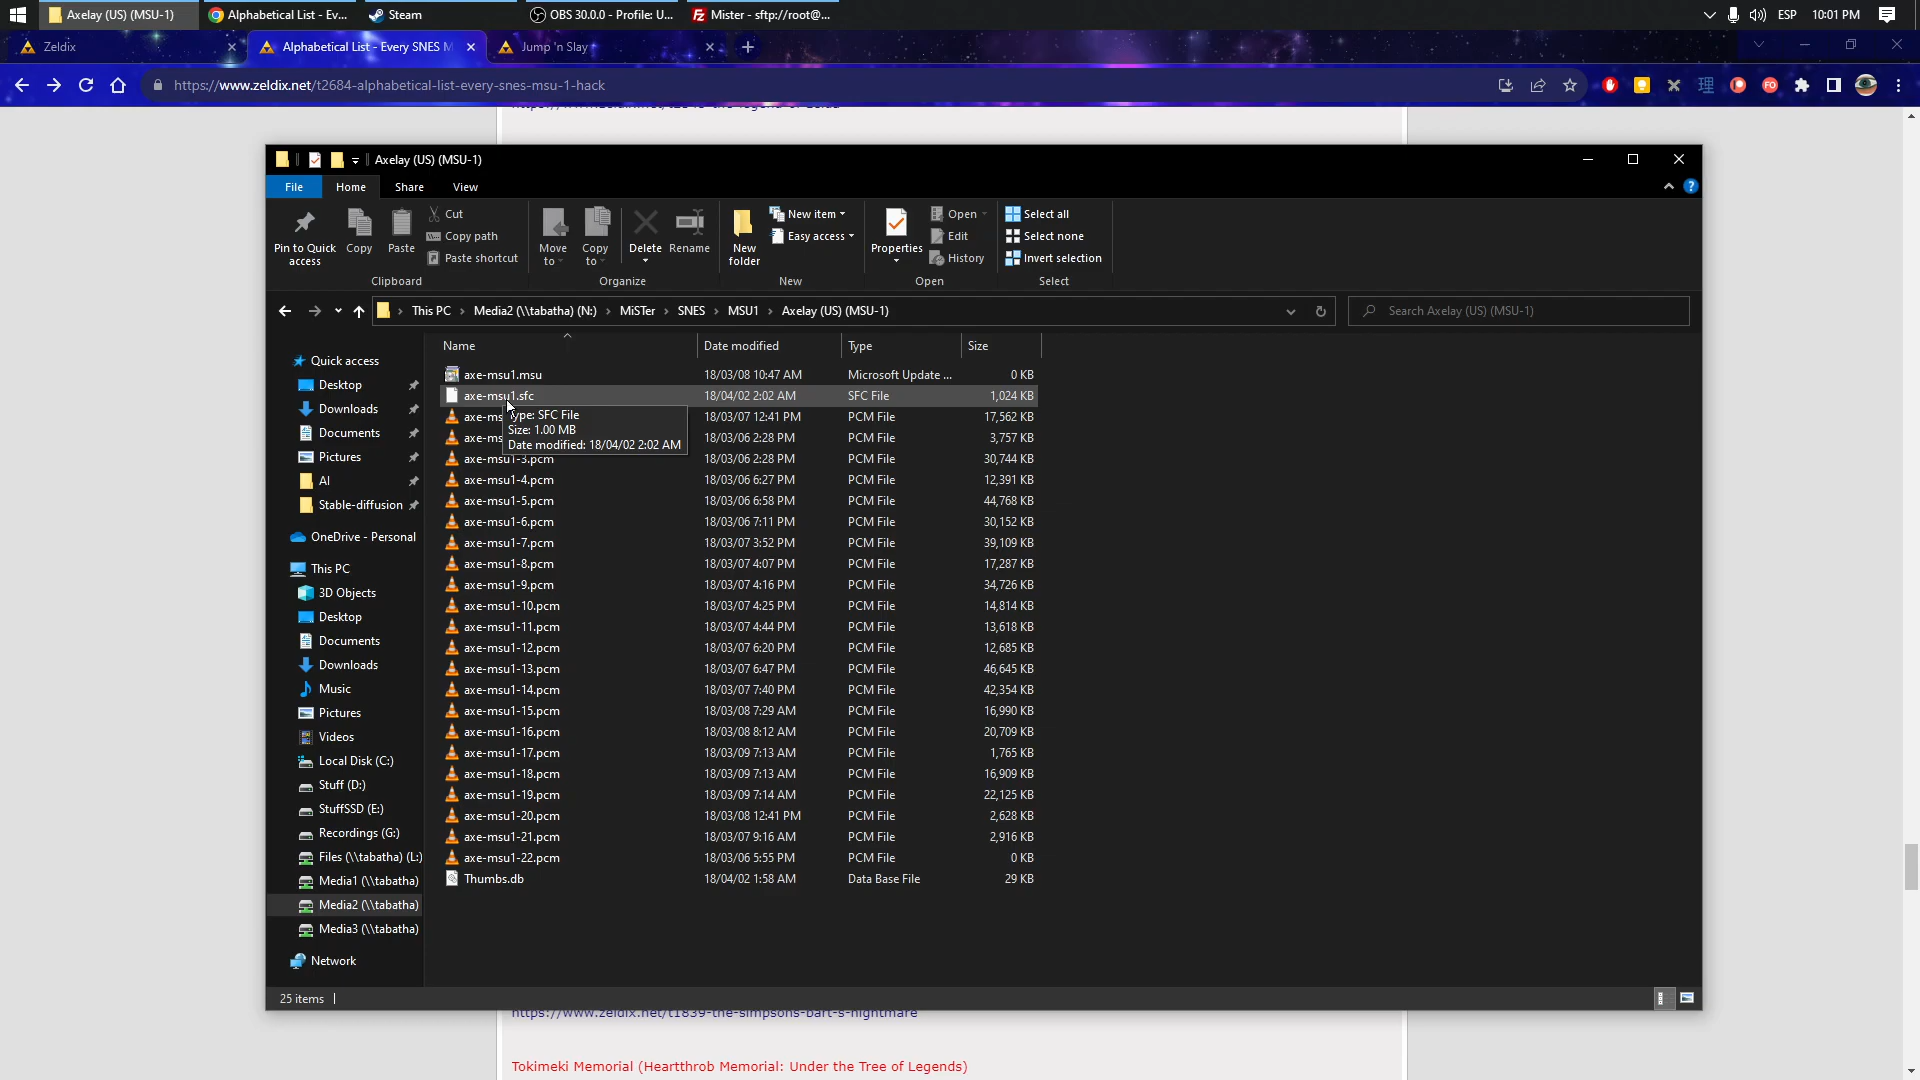 Axelay (US) (MSU-1)
Alphabetical List - Ev...
Steam
OBS 30.0.0 - Profile: U...
Mister - sftp://root@...
ESP
10:01 PM
Zeldix
Alphabetical List - Every SNES M
Jump 'n Slay
https://www.zeldix.net/t2684-alphabetical-list-every-snes-msu-1-hack
Axelay (US) (MSU-1)
File
Home
Share
View
Pin to Quick access
Copy
Paste
Cut
Copy path
Paste shortcut
Clipboard
Move to
Copy to
Delete
Rename
Organize
New folder
New item
Easy access
New
Properties
Open
Edit
History
Open
Select all
Select none
Invert selection
Select
This PC > Media2 (\\tabatha) (N:) > MiSTer > SNES > MSU1 > Axelay (US) (MSU-1)
Search Axelay (US) (MSU-1)
Quick access
Desktop
Downloads
Documents
Pictures
AI
Stable-diffusion
OneDrive - Personal
This PC
3D Objects
Desktop
Documents
Downloads
Music
Pictures
Videos
Local Disk (C:)
Stuff (D:)
StuffSSD (E:)
Recordings (G:)
Files (\\tabatha) (L:)
Media1 (\\tabatha)
Media2 (\\tabatha)
Media3 (\\tabatha)
Network
Name Date modified Type Size
axe-msu1.msu 18/03/08 10:47 AM Microsoft Update ... 0 KB
axe-msu1.sfc 18/04/02 2:02 AM SFC File 1,024 KB
axe-ms 18/03/07 12:41 PM PCM File 17,562 KB
axe-ms 18/03/06 2:28 PM PCM File 3,757 KB
Type: SFC File
Size: 1.00 MB
Date modified: 18/04/02 2:02 AM
axe-msu1-3.pcm 18/03/06 2:28 PM PCM File 30,744 KB
axe-msu1-4.pcm 18/03/06 6:27 PM PCM File 12,391 KB
axe-msu1-5.pcm 18/03/06 6:58 PM PCM File 44,768 KB
axe-msu1-6.pcm 18/03/06 7:11 PM PCM File 30,152 KB
axe-msu1-7.pcm 18/03/07 3:52 PM PCM File 39,109 KB
axe-msu1-8.pcm 18/03/07 4:07 PM PCM File 17,287 KB
axe-msu1-9.pcm 18/03/07 4:16 PM PCM File 34,726 KB
axe-msu1-10.pcm 18/03/07 4:25 PM PCM File 14,814 KB
axe-msu1-11.pcm 18/03/07 4:44 PM PCM File 13,618 KB
axe-msu1-12.pcm 18/03/07 6:20 PM PCM File 12,685 KB
axe-msu1-13.pcm 18/03/07 6:47 PM PCM File 46,645 KB
axe-msu1-14.pcm 18/03/07 7:40 PM PCM File 42,354 KB
axe-msu1-15.pcm 18/03/08 7:29 AM PCM File 16,990 KB
axe-msu1-16.pcm 18/03/08 8:12 AM PCM File 20,709 KB
axe-msu1-17.pcm 18/03/09 7:13 AM PCM File 1,765 KB
axe-msu1-18.pcm 18/03/09 7:13 AM PCM File 16,909 KB
axe-msu1-19.pcm 18/03/09 7:14 AM PCM File 22,125 KB
axe-msu1-20.pcm 18/03/08 12:41 PM PCM File 2,628 KB
axe-msu1-21.pcm 18/03/07 9:16 AM PCM File 2,916 KB
axe-msu1-22.pcm 18/03/06 5:55 PM PCM File 0 KB
Thumbs.db 18/04/02 1:58 AM Data Base File 29 KB
25 items
https://www.zeldix.net/t1839-the-simpsons-bart-s-nightmare
Tokimeki Memorial (Heartthrob Memorial: Under the Tree of Legends)